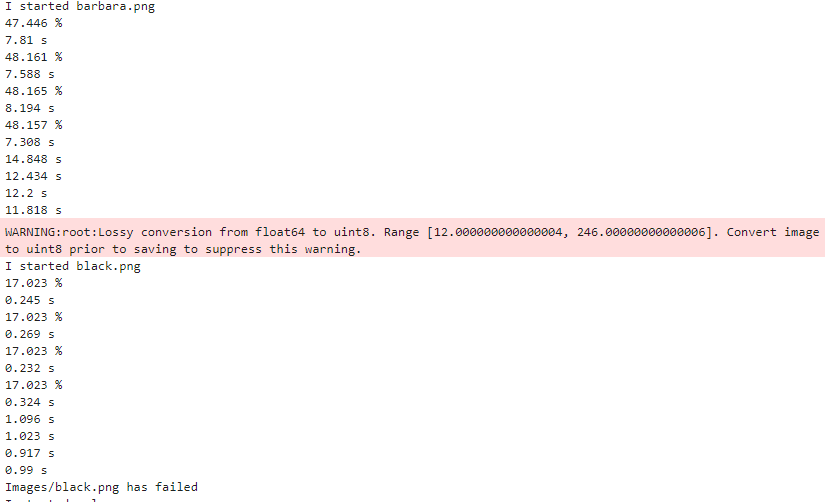 I started barbara.png
47.446 %
7.81 s
48.161 %
7.588 s
48.165 %
8.194 s
48.157 %
7.308 s
14.848 s
12.434 s
12.2 s
11.818 s
WARNING:root:Lossy conversion from float64 to uint8. Range [12.000000000000004, 246.00000000000006]. Convert image
to uint8 prior to saving to suppress this warning.
I started black.png
17.023 %
0.245 s
17.023 %
0.269 s
17.023 %
0.232 s
17.023 %
0.324 s
1.096 s
1.023 s
0.917 s
0.99 s
Images/black.png has failed